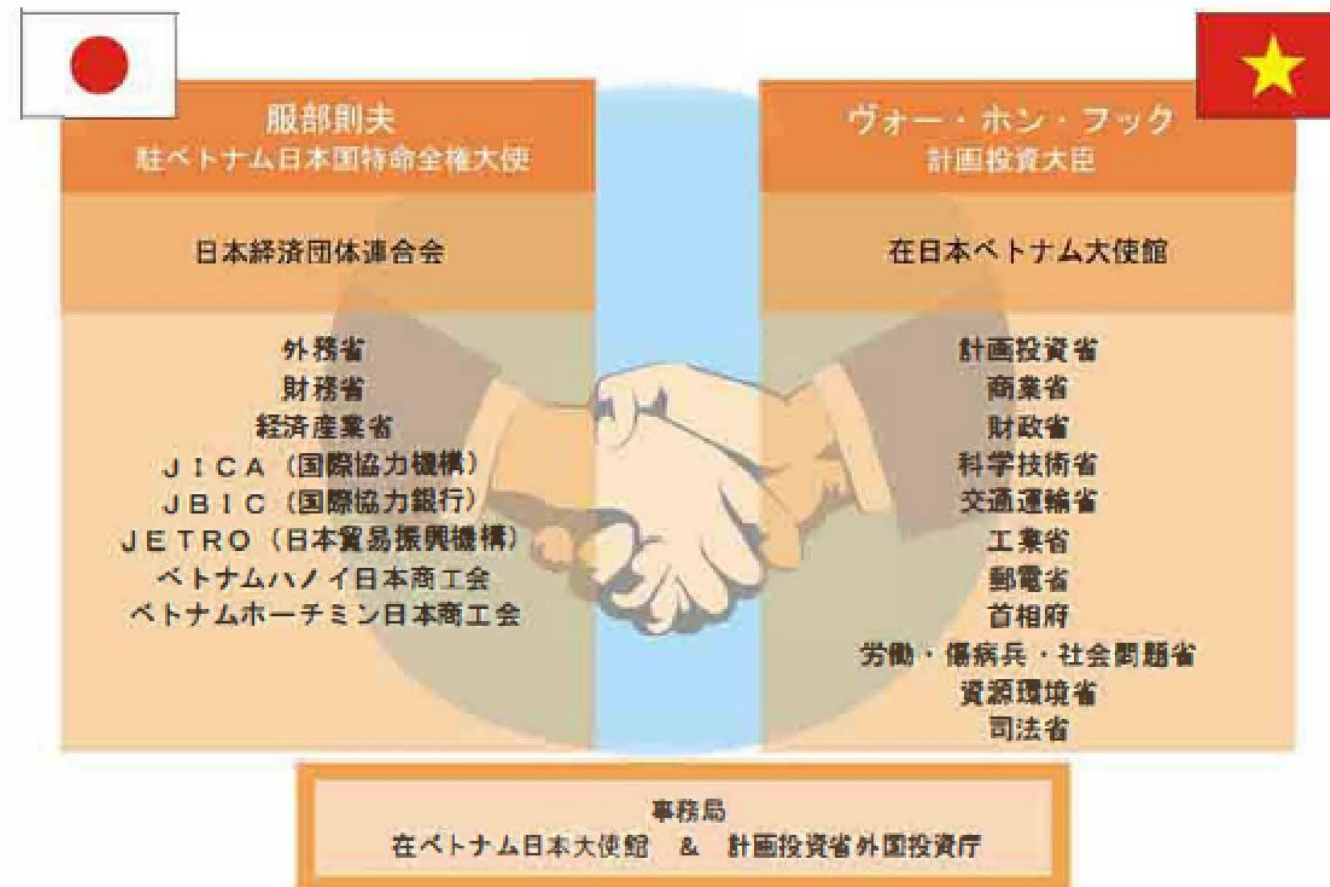 服部則夫
駐ベトナム日本国特命全権大使
日本経済団体連合会
外務省
財務省
経済産業省
JICA(国際協力機構)
JBIC(国際協力銀行)
JETRO(日本貿易振興機構)
ベトナムハノイ日本商工会
ベトナムホーチミン日本商工会
ヴォー・ホン・フック
計画投資大臣
在日本ベトナム大使館
計画投資省
商業省
財政省
科学技術省
交通運輸省
工業省
郵電省
首相府
労働・傷病兵・社会問題省
資源環境省
司法省
事務局
在ベトナム日本大使館 & 計画投資省外国投資庁